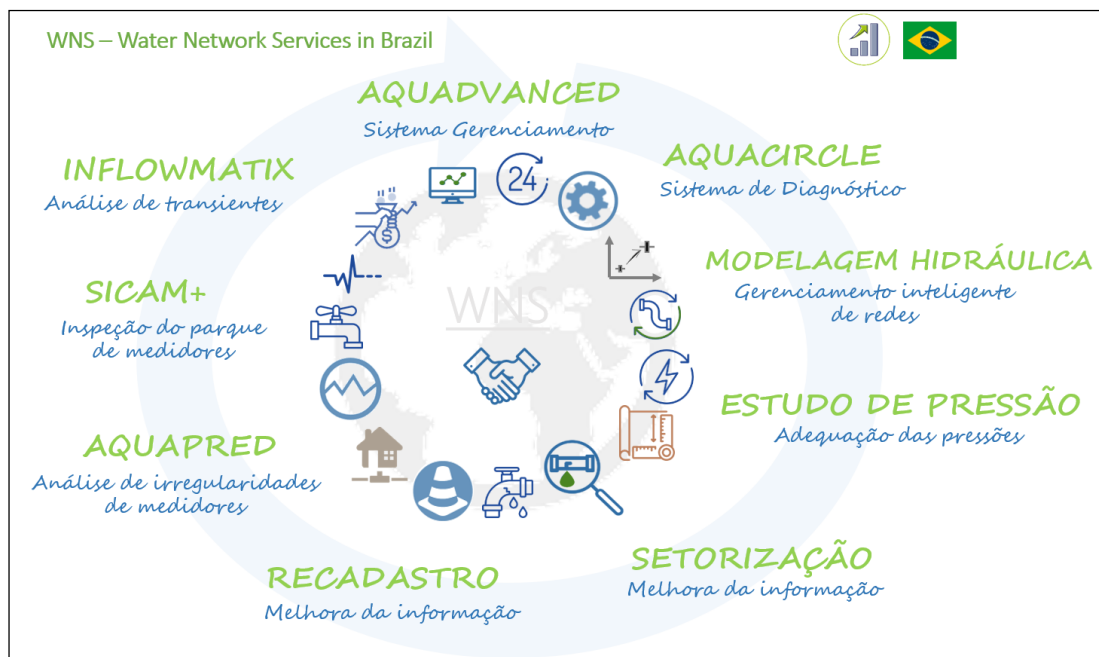 WNS – Water Network Services in Brazil
AQUADVANCED
Sistema Gerenciamento
AQUACIRCLE
Sistema de Diagnóstico
INFLOWMATIX
Análise de transientes
24
MODELAGEM HIDRÁULICA
Gerenciamento inteligente
de redes
SICAM+
Inspeção do parque
de medidores
WNS
ESTUDO DE PRESSÃO
Adequação das pressões
AQUAPRED
Análise de irregularidades
de medidores
SETORIZAÇÃO
Melhora da informação
RECADASTRO
Melhora da informação